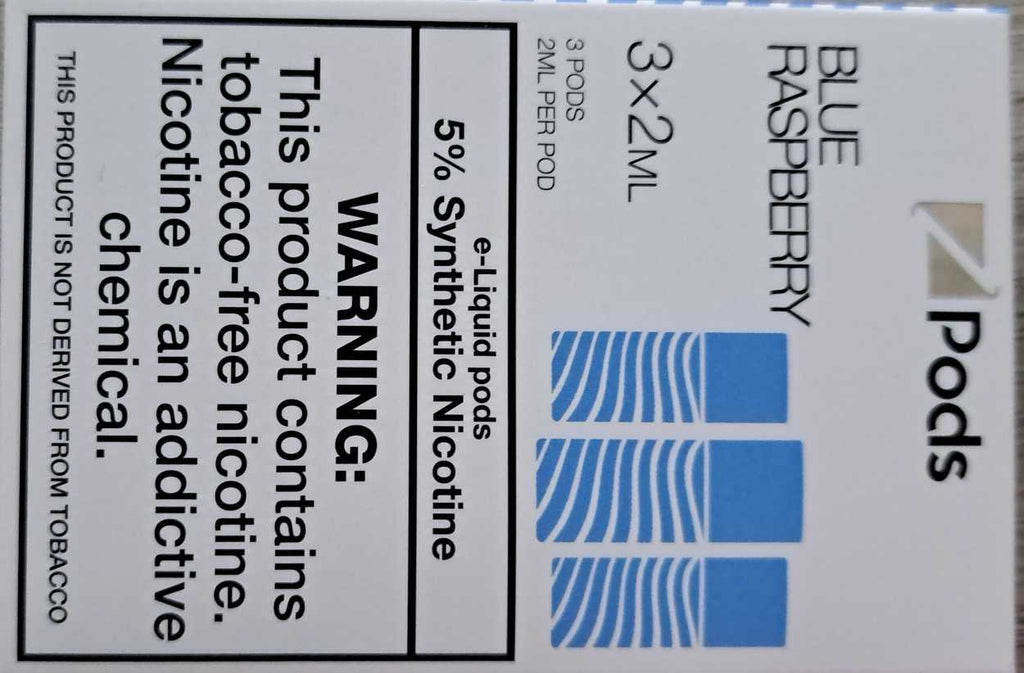 Z Pods
BLUE
RASPBERRY
3×2ML
3 PODS
2ML PER POD
e-Liquid pods
5% Synthetic Nicotine
WARNING:
This product contains
tobacco-free nicotine.
Nicotine is an addictive
chemical.
THIS PRODUCT IS NOT DERIVED FROM TOBACCO